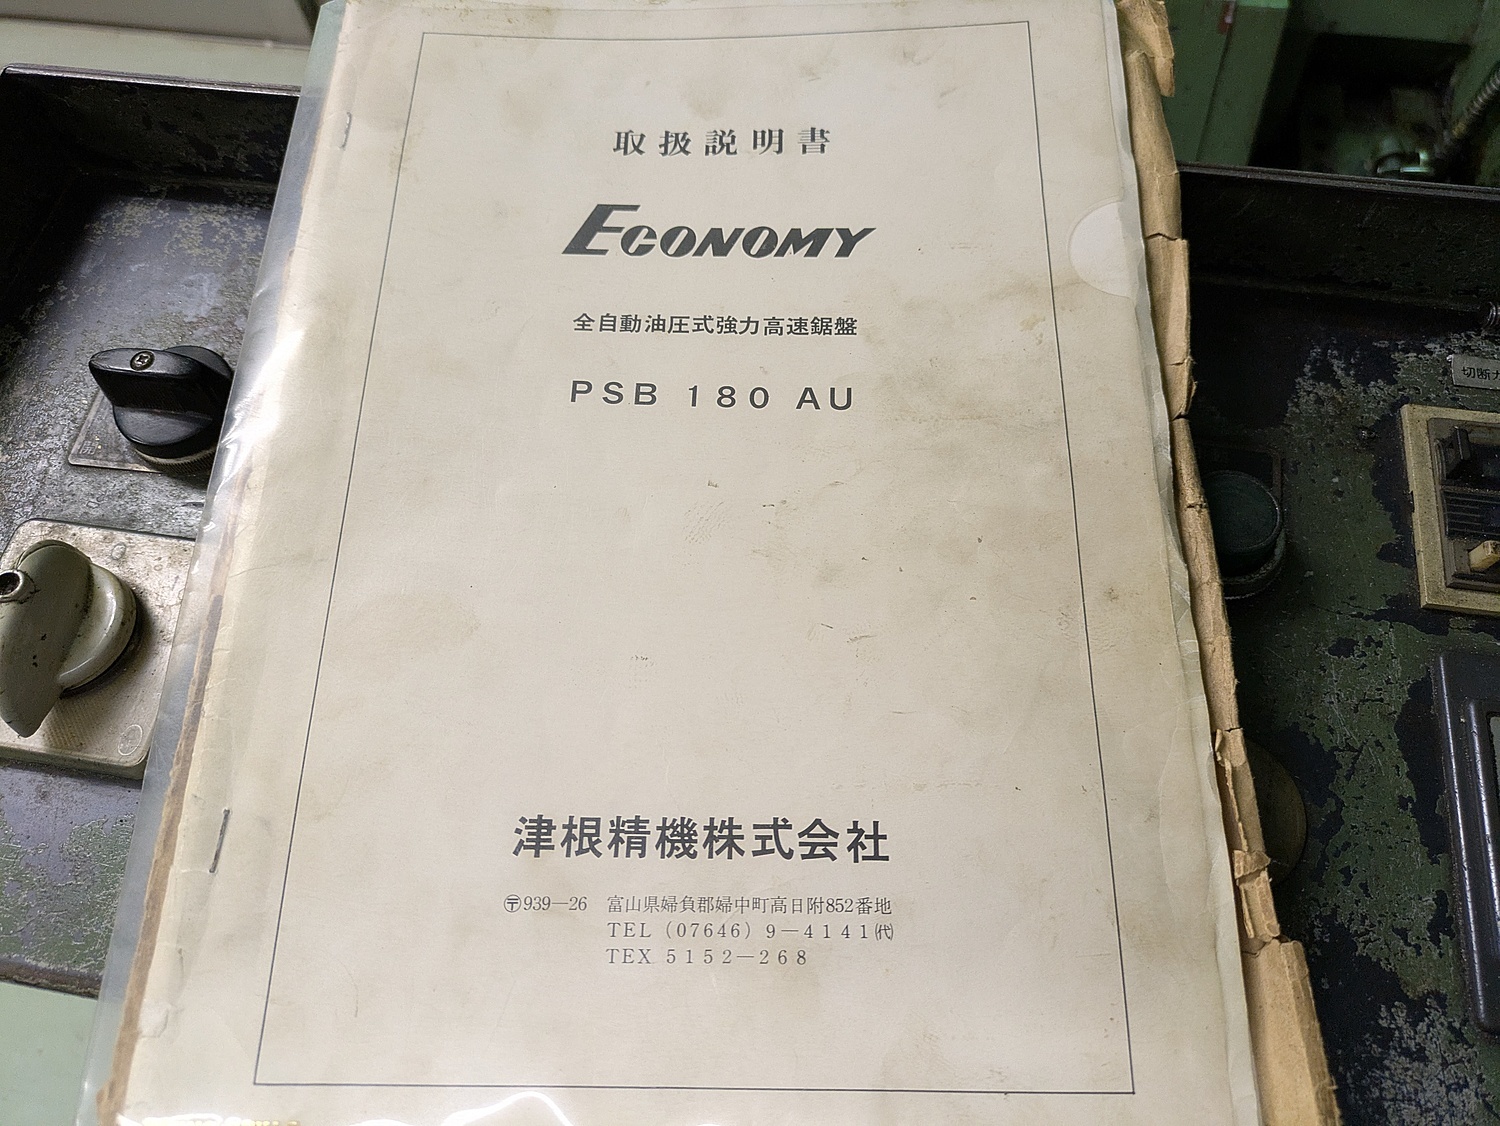 取扱説明書
ECONOMY
全自動油圧式強力高速鋸盤
PSB 180 AU
津根精機株式会社
〒939—26 富山県婦負郡婦中町高日附852番地
TEL (07646) 9－4141㈹
TEX 5152－268
切断